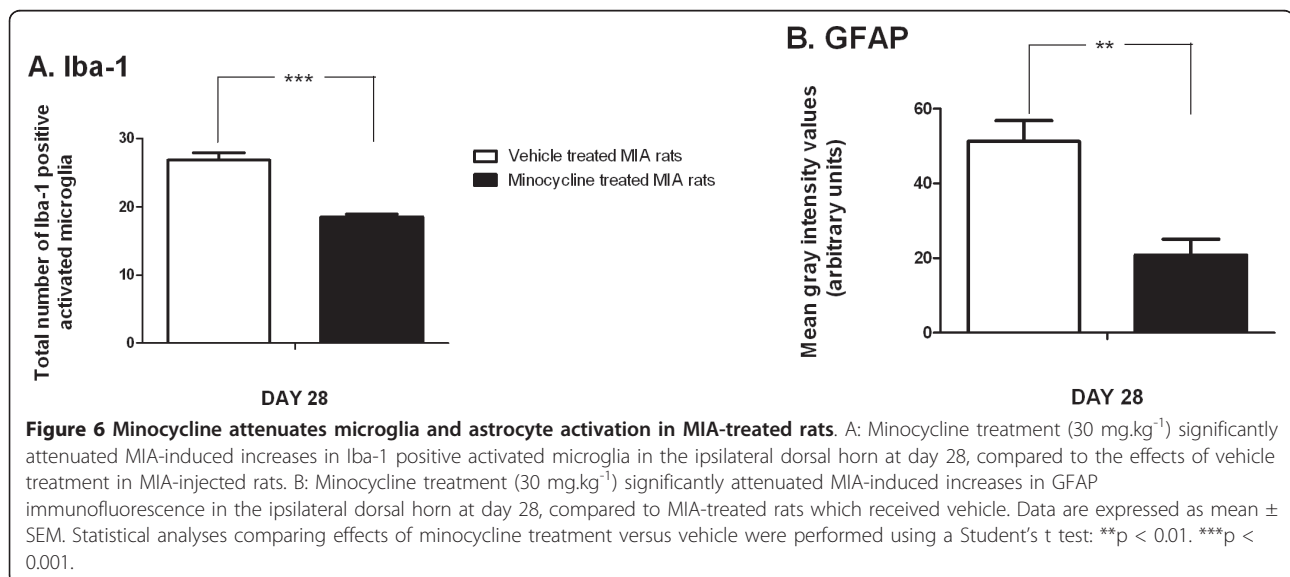 A. Iba-1
***
Total number of Iba-1 positive
activated microglia
30
20
10
0
DAY 28
Vehicle treated MIA rats
Minocycline treated MIA rats
B. GFAP
**
Mean gray intensity values
(arbitrary units)
60
40
20
0
DAY 28
Figure 6 Minocycline attenuates microglia and astrocyte activation in MIA-treated rats. A: Minocycline treatment (30 mg.kg⁻¹) significantly
attenuated MIA-induced increases in Iba-1 positive activated microglia in the ipsilateral dorsal horn at day 28, compared to the effects of vehicle
treatment in MIA-injected rats. B: Minocycline treatment (30 mg.kg⁻¹) significantly attenuated MIA-induced increases in GFAP
immunofluorescence in the ipsilateral dorsal horn at day 28, compared to MIA-treated rats which received vehicle. Data are expressed as mean ±
SEM. Statistical analyses comparing effects of minocycline treatment versus vehicle were performed using a Student's t test: **p < 0.01. ***p <
0.001.